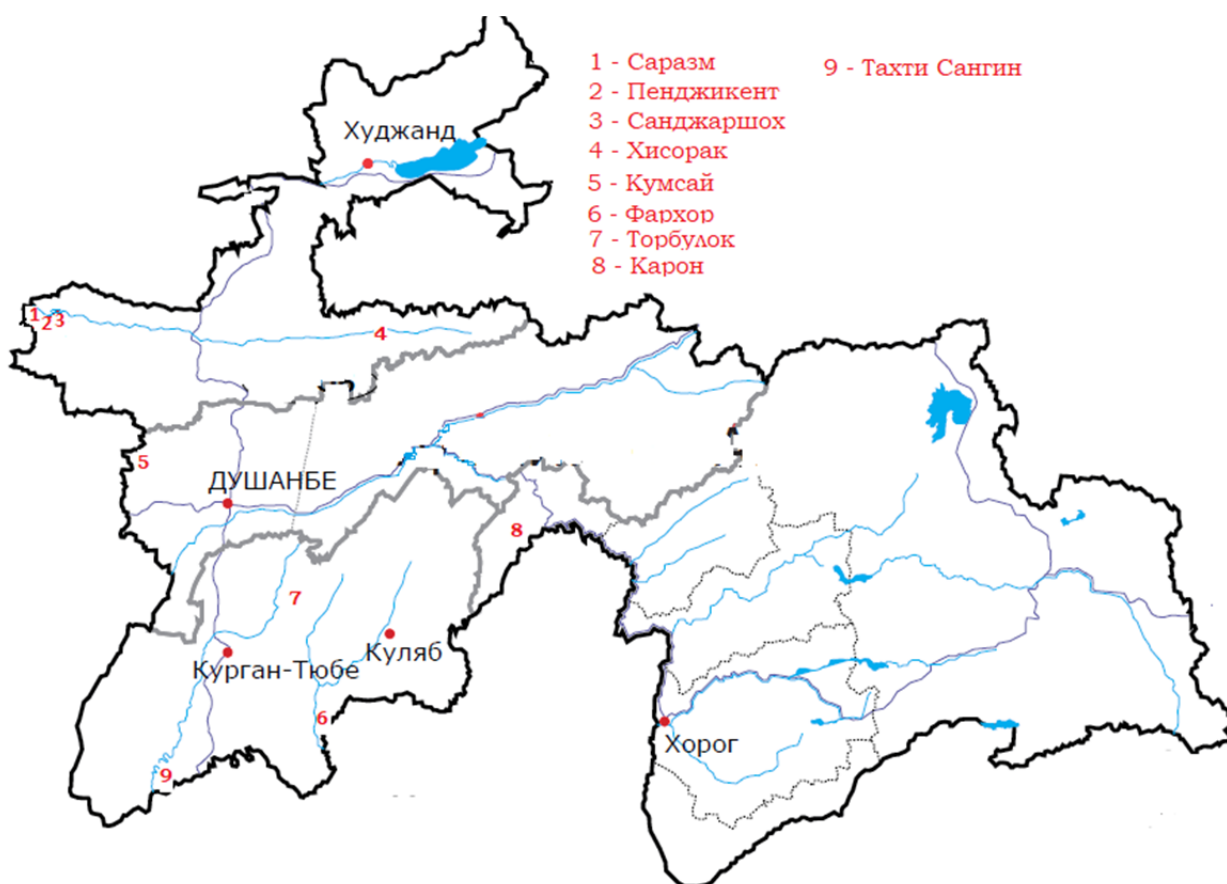 1 - Саразм
9 - Тахти Сангин
2 - Пенджикент
3 - Санджаршох
4 - Хисорак
5 - Кумсай
6 - Фархор
7 - Торбулок
8 - Карон
Худжанд
1
2
3
4
5
ДУШАНБЕ
8
7
Куляб
Курган-Тюбе
6
Хорог
9